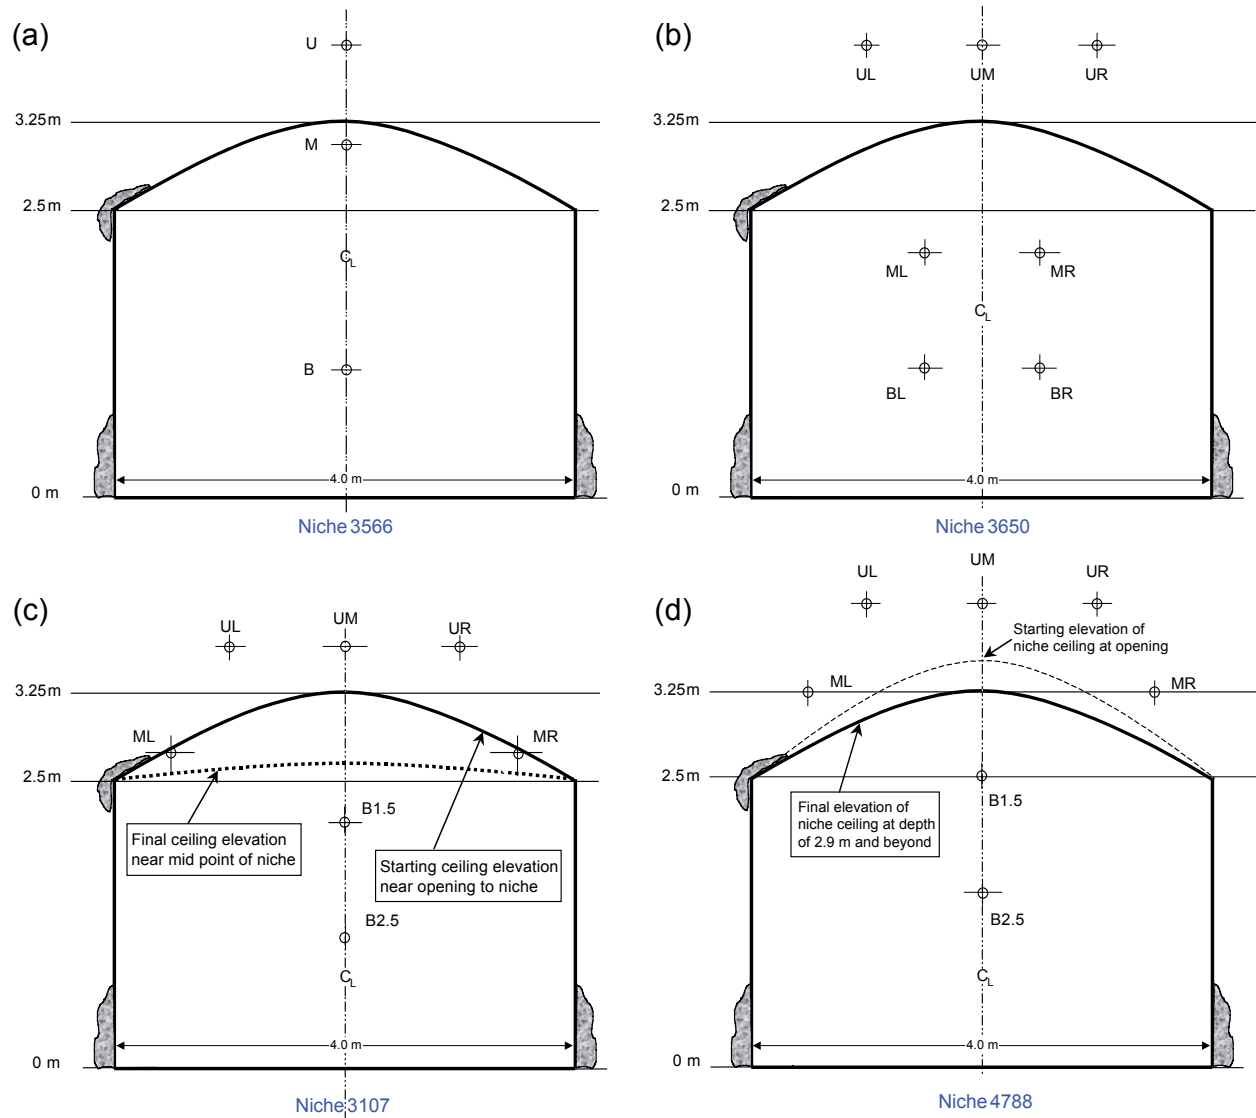 (a)
U
3.25m
M
2.5m
CL
B
4.0 m
0 m
Niche 3566
(b)
UL
UM
UR
3.25m
2.5m
ML
MR
CL
BL
BR
4.0 m
0 m
Niche 3650
(c)
UL
UM
UR
3.25m
ML
MR
2.5m
B1.5
Final ceiling elevation
near mid point of niche
Starting ceiling elevation
near opening to niche
B2.5
CL
4.0 m
0 m
Niche 3107
(d)
UL
UM
UR
Starting elevation of
niche ceiling at opening
3.25m
ML
MR
2.5m
B1.5
Final elevation of
niche ceiling at depth
of 2.9 m and beyond
B2.5
CL
4.0 m
0 m
Niche 4788